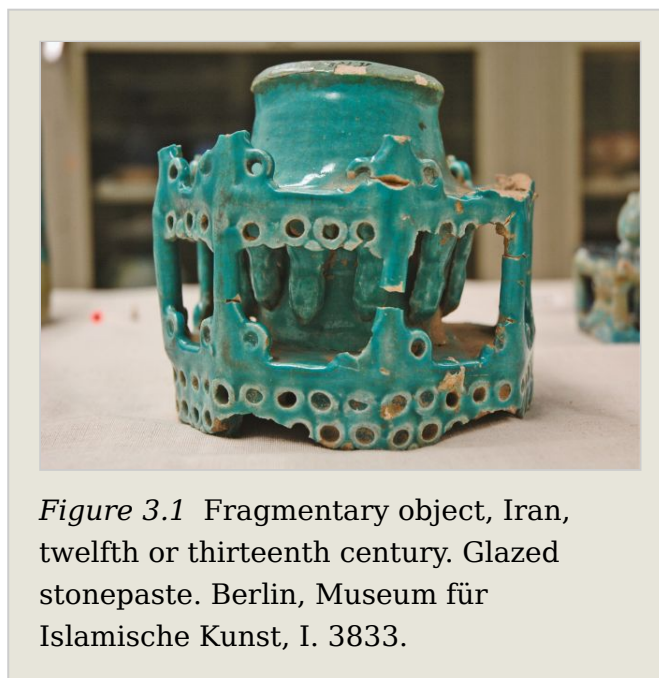 Figure 3.1 Fragmentary object, Iran,
twelfth or thirteenth century. Glazed
stonepaste. Berlin, Museum für
Islamische Kunst, I. 3833.